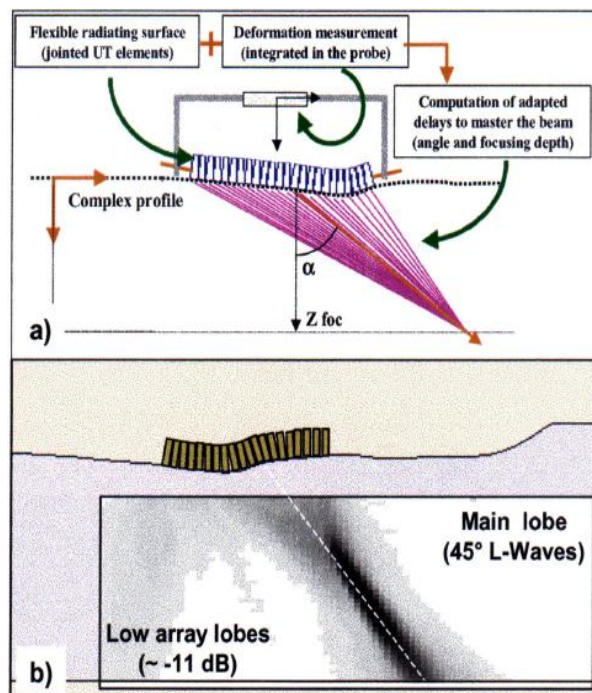 Flexible radiating surface
(jointed UT elements)
+
Deformation measurement
(integrated in the probe)
Computation of adapted
delays to master the beam
(angle and focusing depth)
Complex profile
α
Z foc
a)
Main lobe
(45° L-Waves)
Low array lobes
(~ -11 dB)
b)